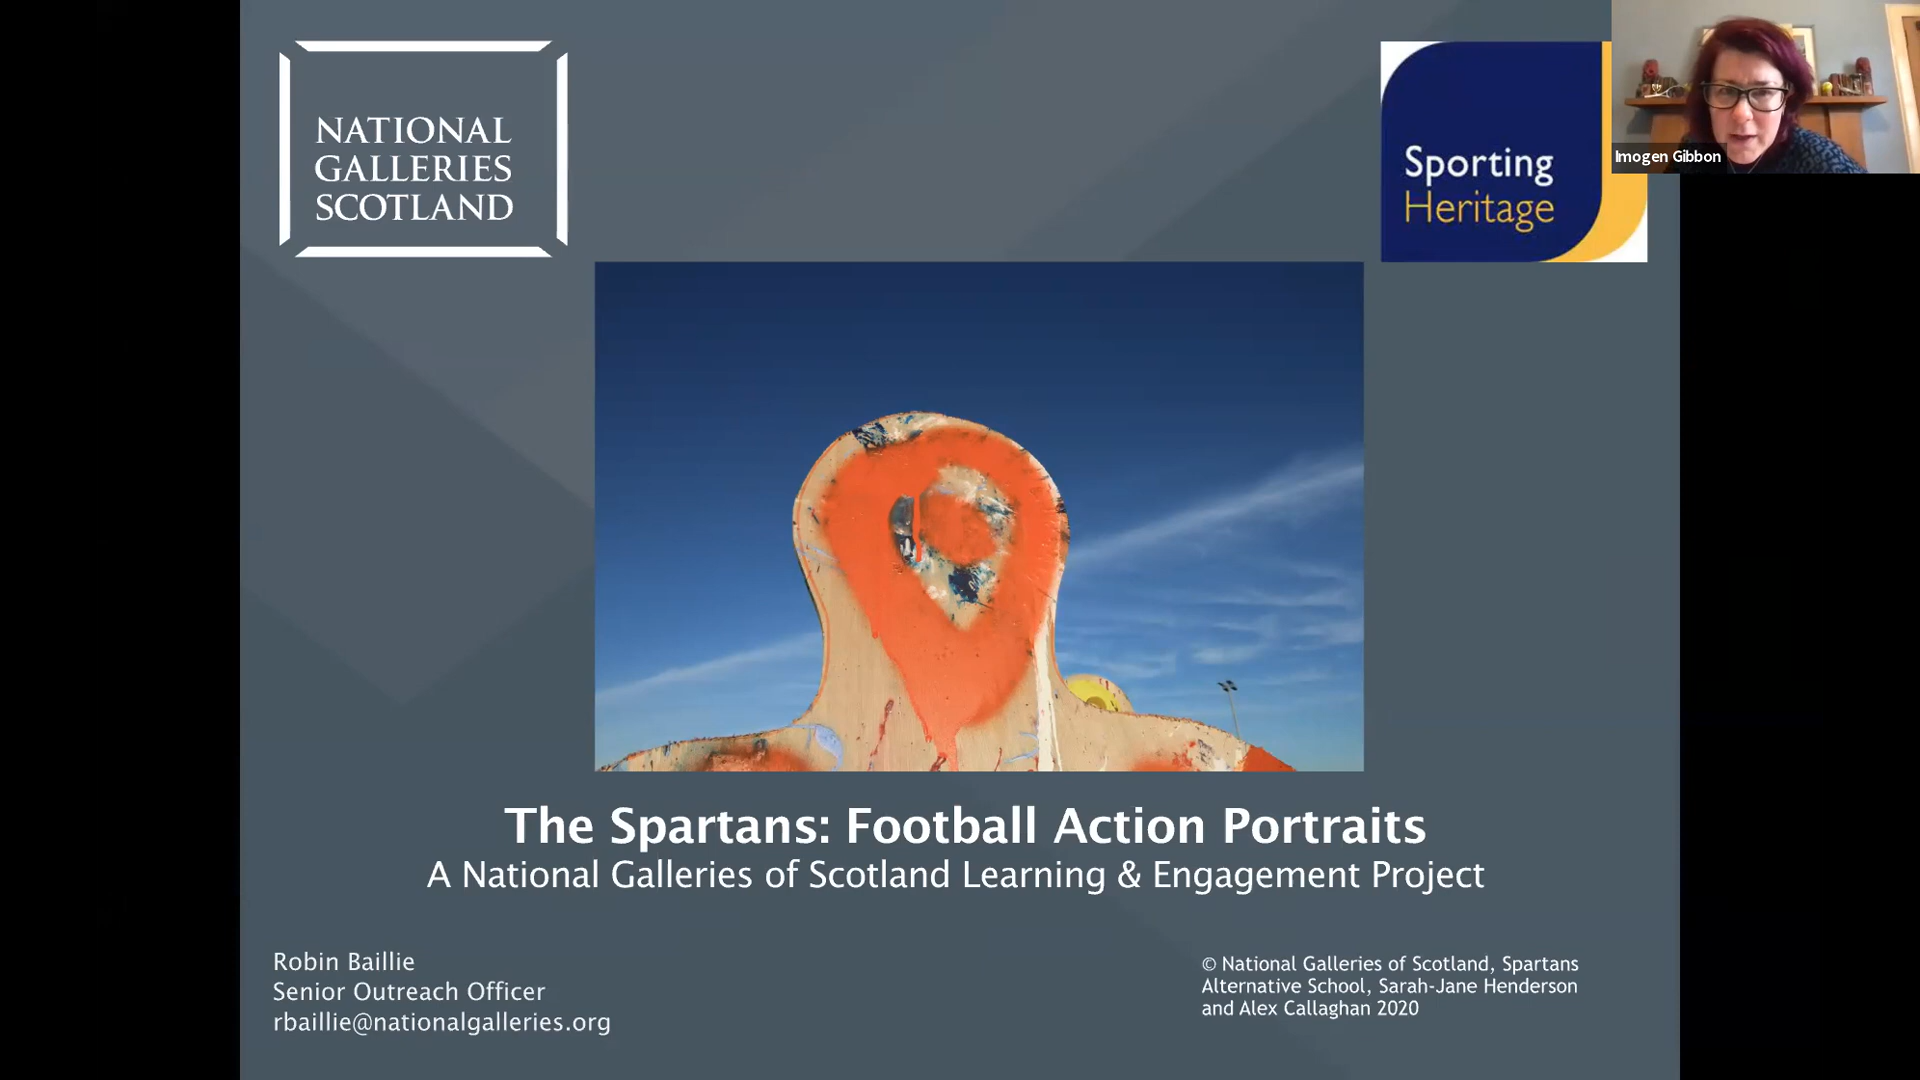 NATIONAL
GALLERIES
SCOTLAND
Sporting
Heritage
Imogen Gibbon
The Spartans: Football Action Portraits
A National Galleries of Scotland Learning & Engagement Project
Robin Baillie
Senior Outreach Officer
rbaillie@nationalgalleries.org
© National Galleries of Scotland, Spartans
Alternative School, Sarah-Jane Henderson
and Alex Callaghan 2020